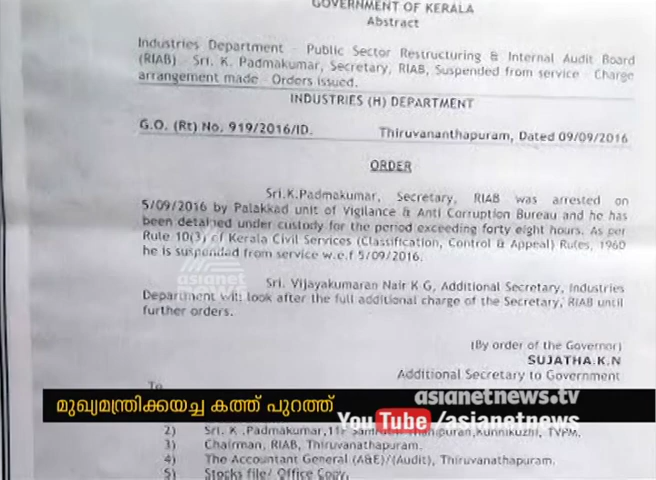 GOVERNMENT OF KERALA
Abstract
Industries Department - Public Sector Restructuring & Internal Audit Board
(RIAB) - Sri. K. Padmakumar, Secretary, RIAB, Suspended from service - Charge
arrangement made - Orders issued.
INDUSTRIES (H) DEPARTMENT
G.O. (Rt) No. 919/2016/ID. Thiruvananthapuram, Dated 09/09/2016
ORDER
Sri.K.Padmakumar, Secretary, RIAB was arrested on
5/09/2016 by Palakkad unit of Vigilance & Anti Corruption Bureau and he has
been detained under custody for the period exceeding forty eight hours. As per
Rule 10(3) of Kerala Civil Services (Classification, Control & Appeal) Rules, 1960
he is suspended from service w.e.f 5/09/2016.
asianet
NEWS
Sri. Vijayakumaran Nair K G, Additional Secretary, Industries
Department will look after the full additional charge of the Secretary, RIAB until
further orders.
(By order of the Governor)
SUJATHA.K.N
Additional Secretary to Government
To
മുഖ്യമന്ത്രിക്കയച്ച കത്ത് പുറത്ത്
asianetnews.tv
YouTube/asianetnews
2) Sri. K .Padmakumar, Kunnikuzhi, TVPM.
3) Chairman, RIAB, Thiruvanathapuram.
4) The Accountant General (A&E)/(Audit), Thiruvanathapuram.
5) Stocks file/ Office Copy.